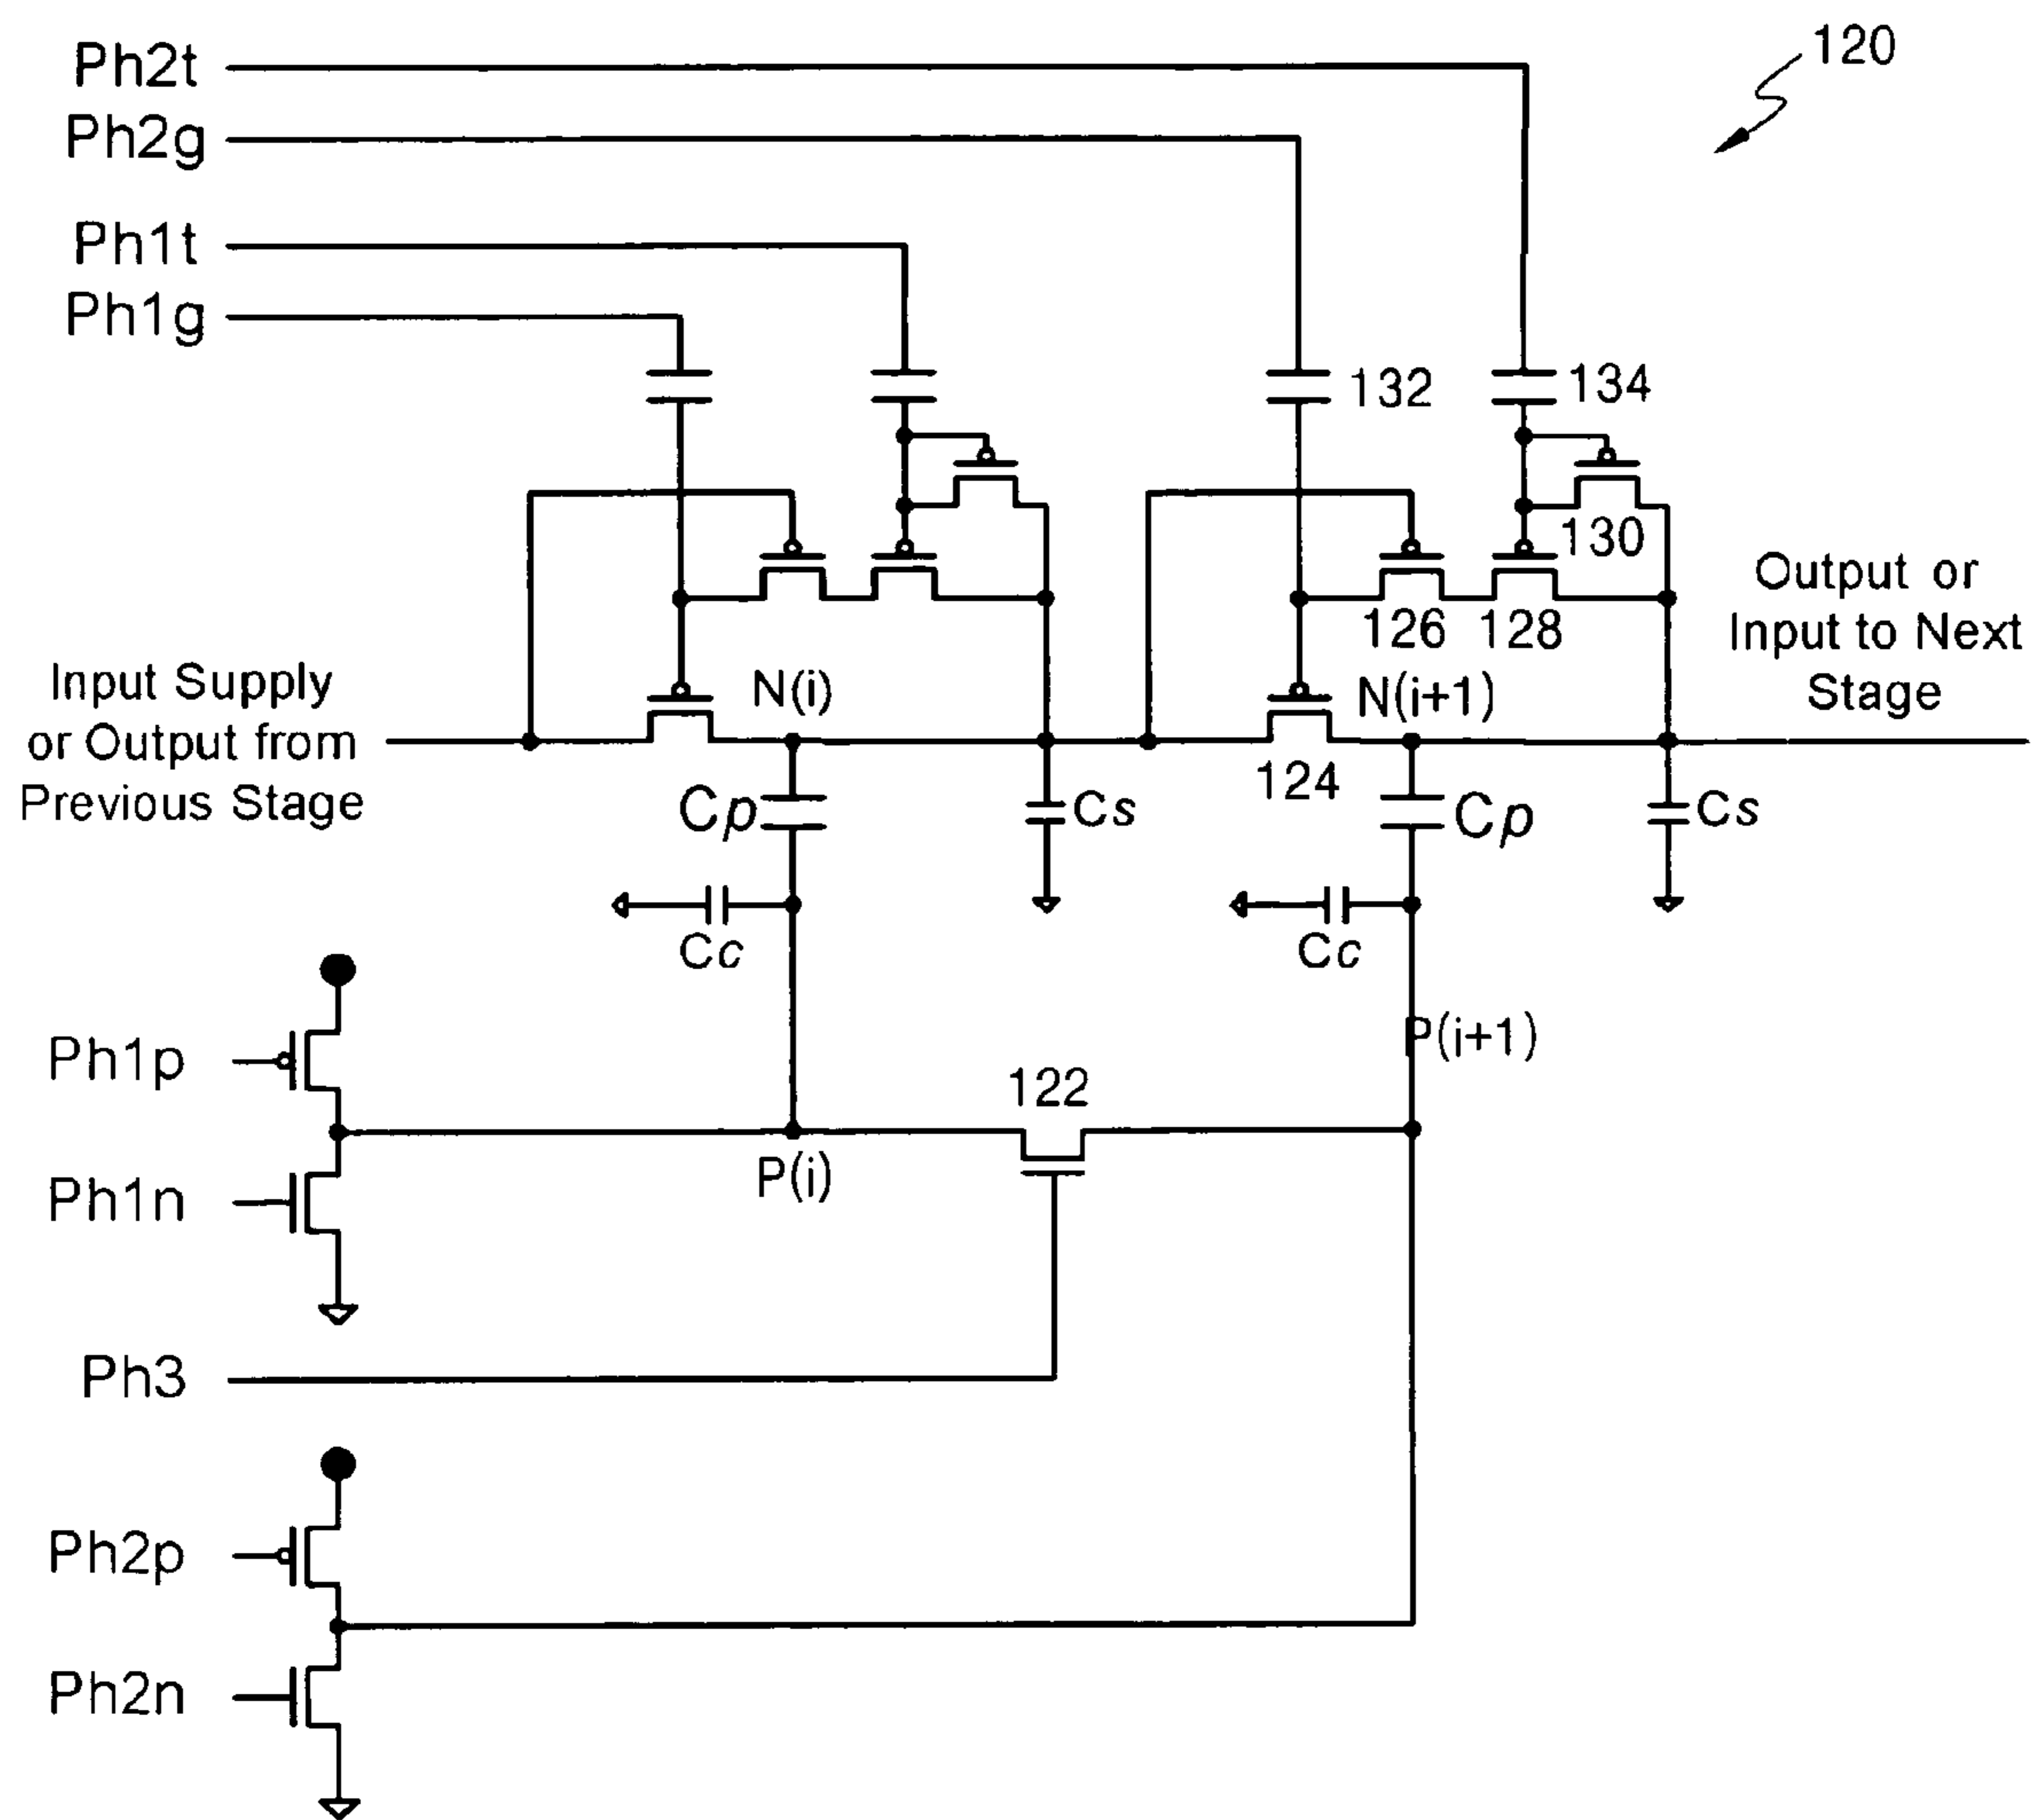 Ph2t
120
Ph2g
Ph1t
Ph1g
132
134
130
126
128
Output or
Input to Next
Stage
Input Supply
or Output from
Previous Stage
N(i)
N(i+1)
124
Cp
Cs
Cp
Cs
Cc
Cc
Ph1p
P(i+1)
122
P(i)
Ph1n
Ph3
Ph2p
Ph2n